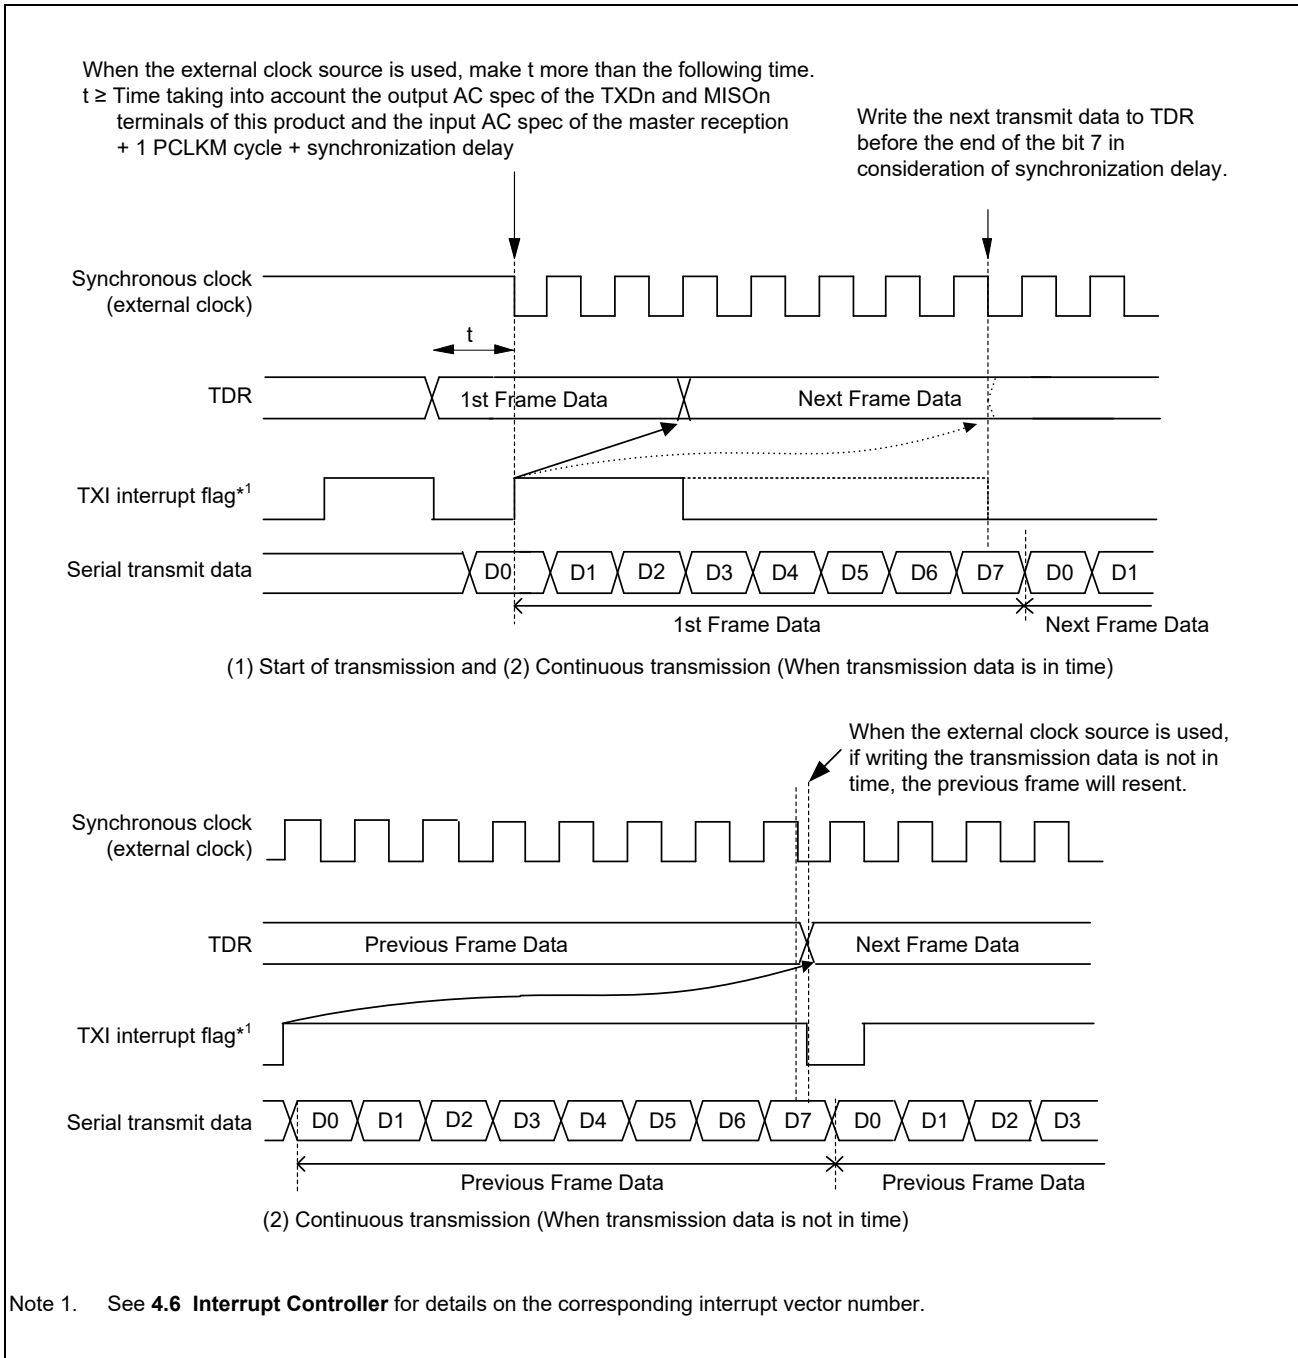 When the external clock source is used, make t more than the following time.
t ≥ Time taking into account the output AC spec of the TXDn and MISOn
terminals of this product and the input AC spec of the master reception
+ 1 PCLKM cycle + synchronization delay
Write the next transmit data to TDR
before the end of the bit 7 in
consideration of synchronization delay.
Synchronous clock
(external clock)
t
TDR
1st Frame Data
Next Frame Data
TXI interrupt flag*1
Serial transmit data
D0 D1 D2 D3 D4 D5 D6 D7 D0 D1
1st Frame Data
Next Frame Data
(1) Start of transmission and (2) Continuous transmission (When transmission data is in time)
When the external clock source is used,
if writing the transmission data is not in
time, the previous frame will resent.
Synchronous clock
(external clock)
TDR
Previous Frame Data
Next Frame Data
TXI interrupt flag*1
Serial transmit data
D0 D1 D2 D3 D4 D5 D6 D7 D0 D1 D2 D3
Previous Frame Data
Previous Frame Data
(2) Continuous transmission (When transmission data is not in time)
Note 1. See 4.6 Interrupt Controller for details on the corresponding interrupt vector number.